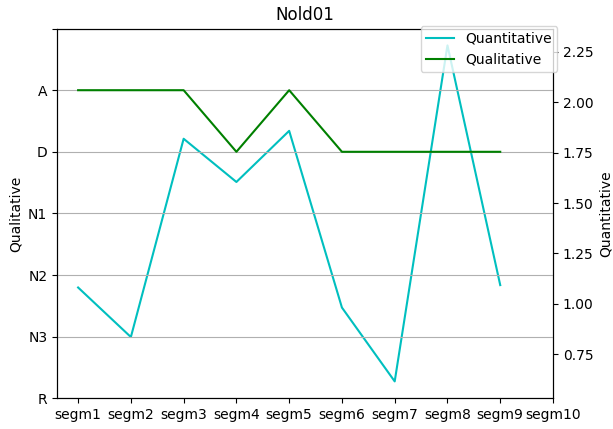 Nold01
Quantitative
Qualitative
A
D
N1
N2
N3
R
Qualitative
2.25
2.00
1.75
1.50
1.25
1.00
0.75
Quantitative
segm1 segm2 segm3 segm4 segm5 segm6 segm7 segm8 segm9 segm10